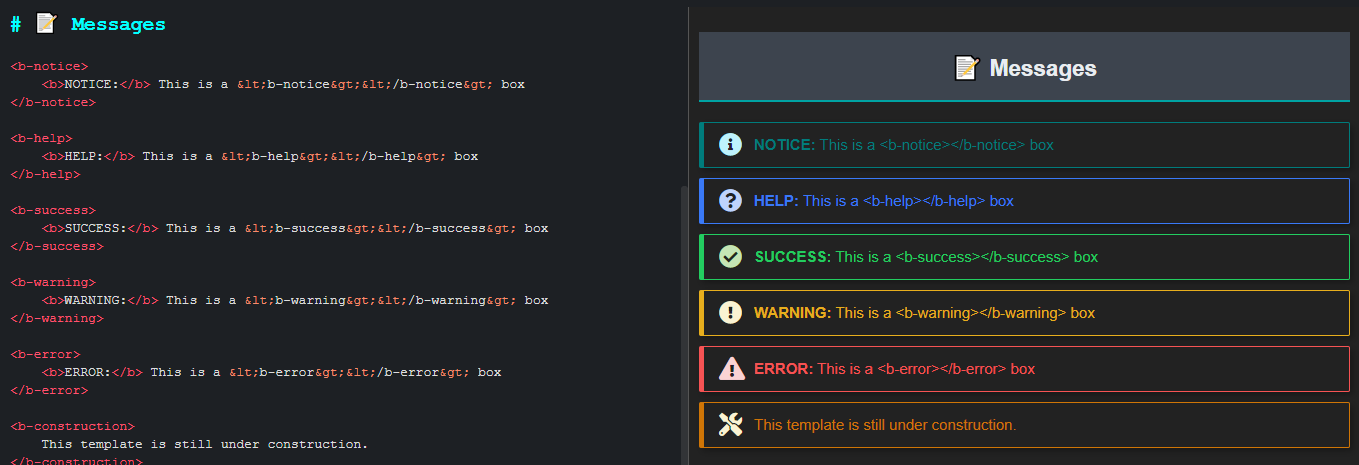 # 📝 Messages
<b-notice>
    <b>NOTICE:</b> This is a &lt;b-notice&gt;&lt;/b-notice&gt; box
</b-notice>
<b-help>
    <b>HELP:</b> This is a &lt;b-help&gt;&lt;/b-help&gt; box
</b-help>
<b-success>
    <b>SUCCESS:</b> This is a &lt;b-success&gt;&lt;/b-success&gt; box
</b-success>
<b-warning>
    <b>WARNING:</b> This is a &lt;b-warning&gt;&lt;/b-warning&gt; box
</b-warning>
<b-error>
    <b>ERROR:</b> This is a &lt;b-error&gt;&lt;/b-error&gt; box
</b-error>
<b-construction>
    This template is still under construction.
</b-construction>
📝 Messages
NOTICE: This is a <b-notice></b-notice> box
HELP: This is a <b-help></b-help> box
SUCCESS: This is a <b-success></b-success> box
WARNING: This is a <b-warning></b-warning> box
ERROR: This is a <b-error></b-error> box
This template is still under construction.